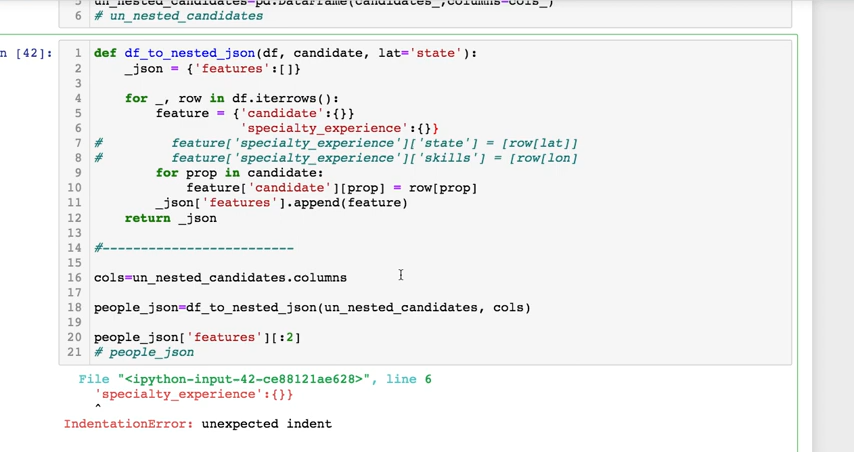 5 un_nested_candidates=pd.DataFrame(candidates_,columns=cols_)
6 # un_nested_candidates
n [42]:
1 def df_to_nested_json(df, candidate, lat='state'):
2 _json = {'features':[]}
3
4 for _, row in df.iterrows():
5 feature = {'candidate':{}}
6 'specialty_experience':{}}
7 # feature['specialty_experience']['state'] = [row[lat]]
8 # feature['specialty_experience']['skills'] = [row[lon]
9 for prop in candidate:
10 feature['candidate'][prop] = row[prop]
11 _json['features'].append(feature)
12 return _json
13
14 #-------------------------
15
16 cols=un_nested_candidates.columns
17
18 people_json=df_to_nested_json(un_nested_candidates, cols)
19
20 people_json['features'][:2]
21 # people_json
File "<ipython-input-42-ce88121ae628>", line 6
'specialty_experience':{}}
^
IndentationError: unexpected indent